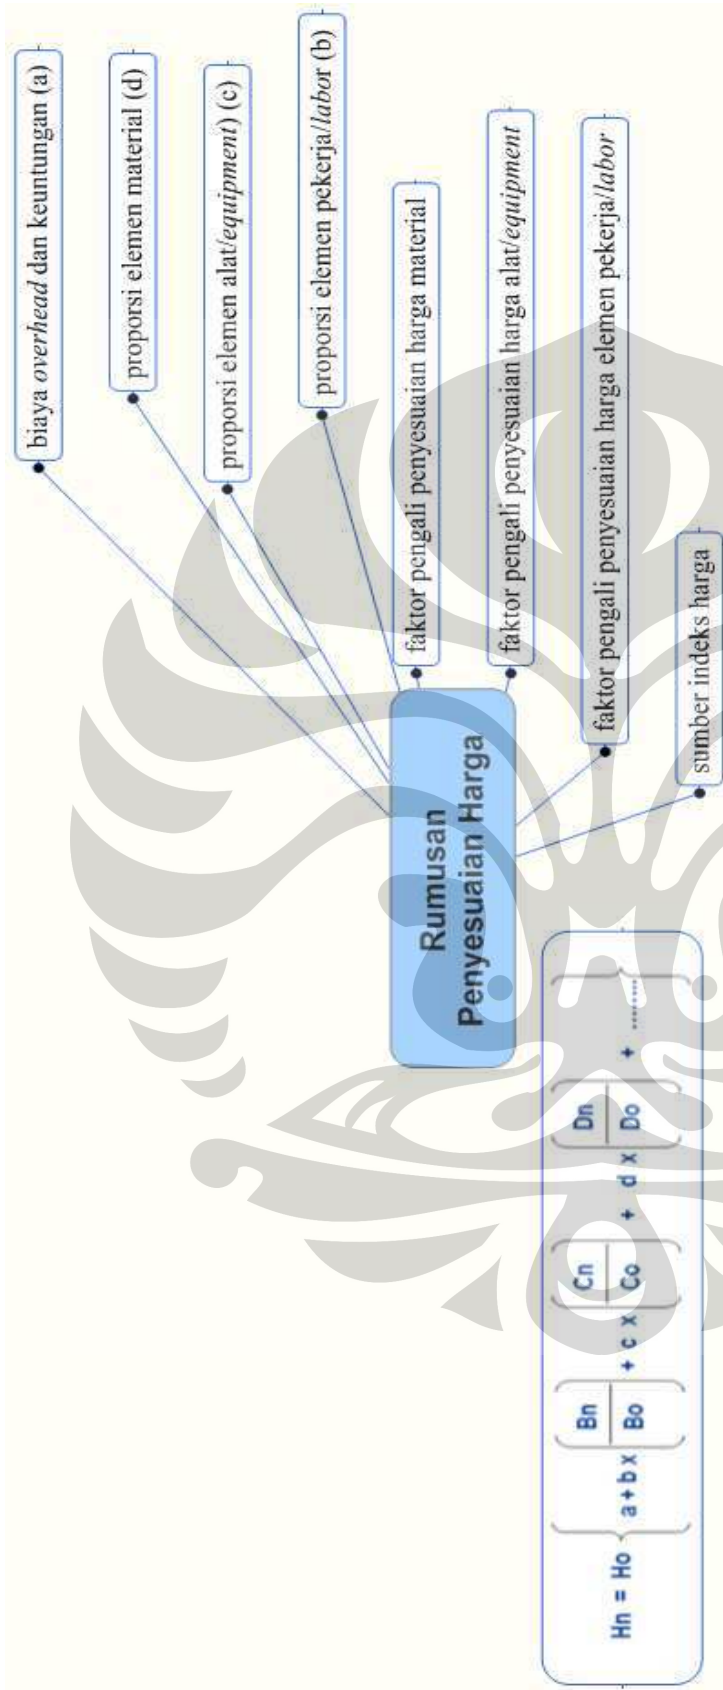 biaya overhead dan keuntungan (a)
proporsi elemen material (d)
proporsi elemen alat/equipment) (c)
proporsi elemen pekerja/labor (b)
faktor pengali penyesuaian harga material
faktor pengali penyesuaian harga alat/equipment
faktor pengali penyesuaian harga elemen pekerja/labor
sumber indeks harga
Rumusan
Penyesuaian Harga
Hn = Ho { a + b x ( Bn / Bo ) + c x ( Cn / Co ) + d x ( Dn / Do ) + ........ }